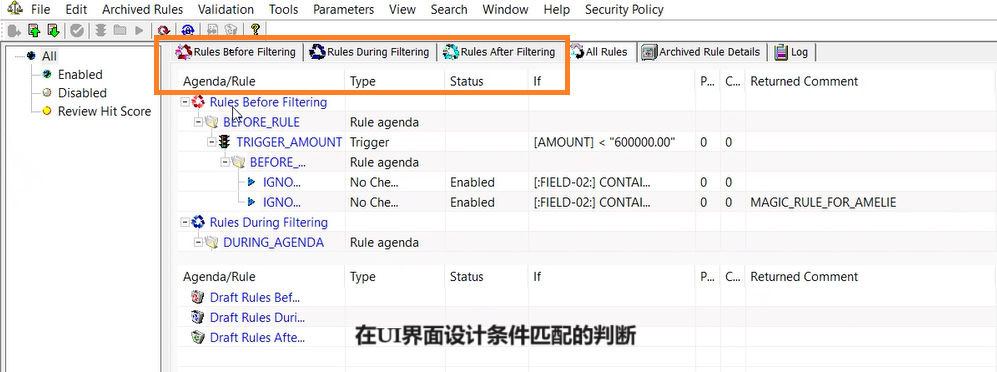 File Edit Archived Rules Validation Tools Parameters View Search Window Help Security Policy
All
Enabled
Disabled
Review Hit Score
Rules Before Filtering Rules During Filtering Rules After Filtering All Rules Archived Rule Details Log
Agenda/Rule Type Status If P... C... Returned Comment
Rules Before Filtering
BEFORE_RULE Rule agenda
TRIGGER_AMOUNT Trigger [AMOUNT] < "600000.00" 0 0
BEFORE_... Rule agenda
IGNO... No Che... Enabled [:FIELD-02:] CONTAI... 0 0
IGNO... No Che... Enabled [:FIELD-02:] CONTAI... 0 0 MAGIC_RULE_FOR_AMELIE
Rules During Filtering
DURING_AGENDA Rule agenda
Agenda/Rule Type Status If P... C... Returned Comment
Draft Rules Bef...
Draft Rules Duri...
Draft Rules Afte...
在UI界面设计条件匹配的判断